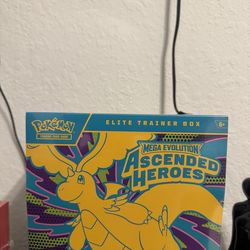 Pokémon
TRADING CARD GAME
ELITE TRAINER BOX
6+
MEGA EVOLUTION
ASCENDED
HEROES